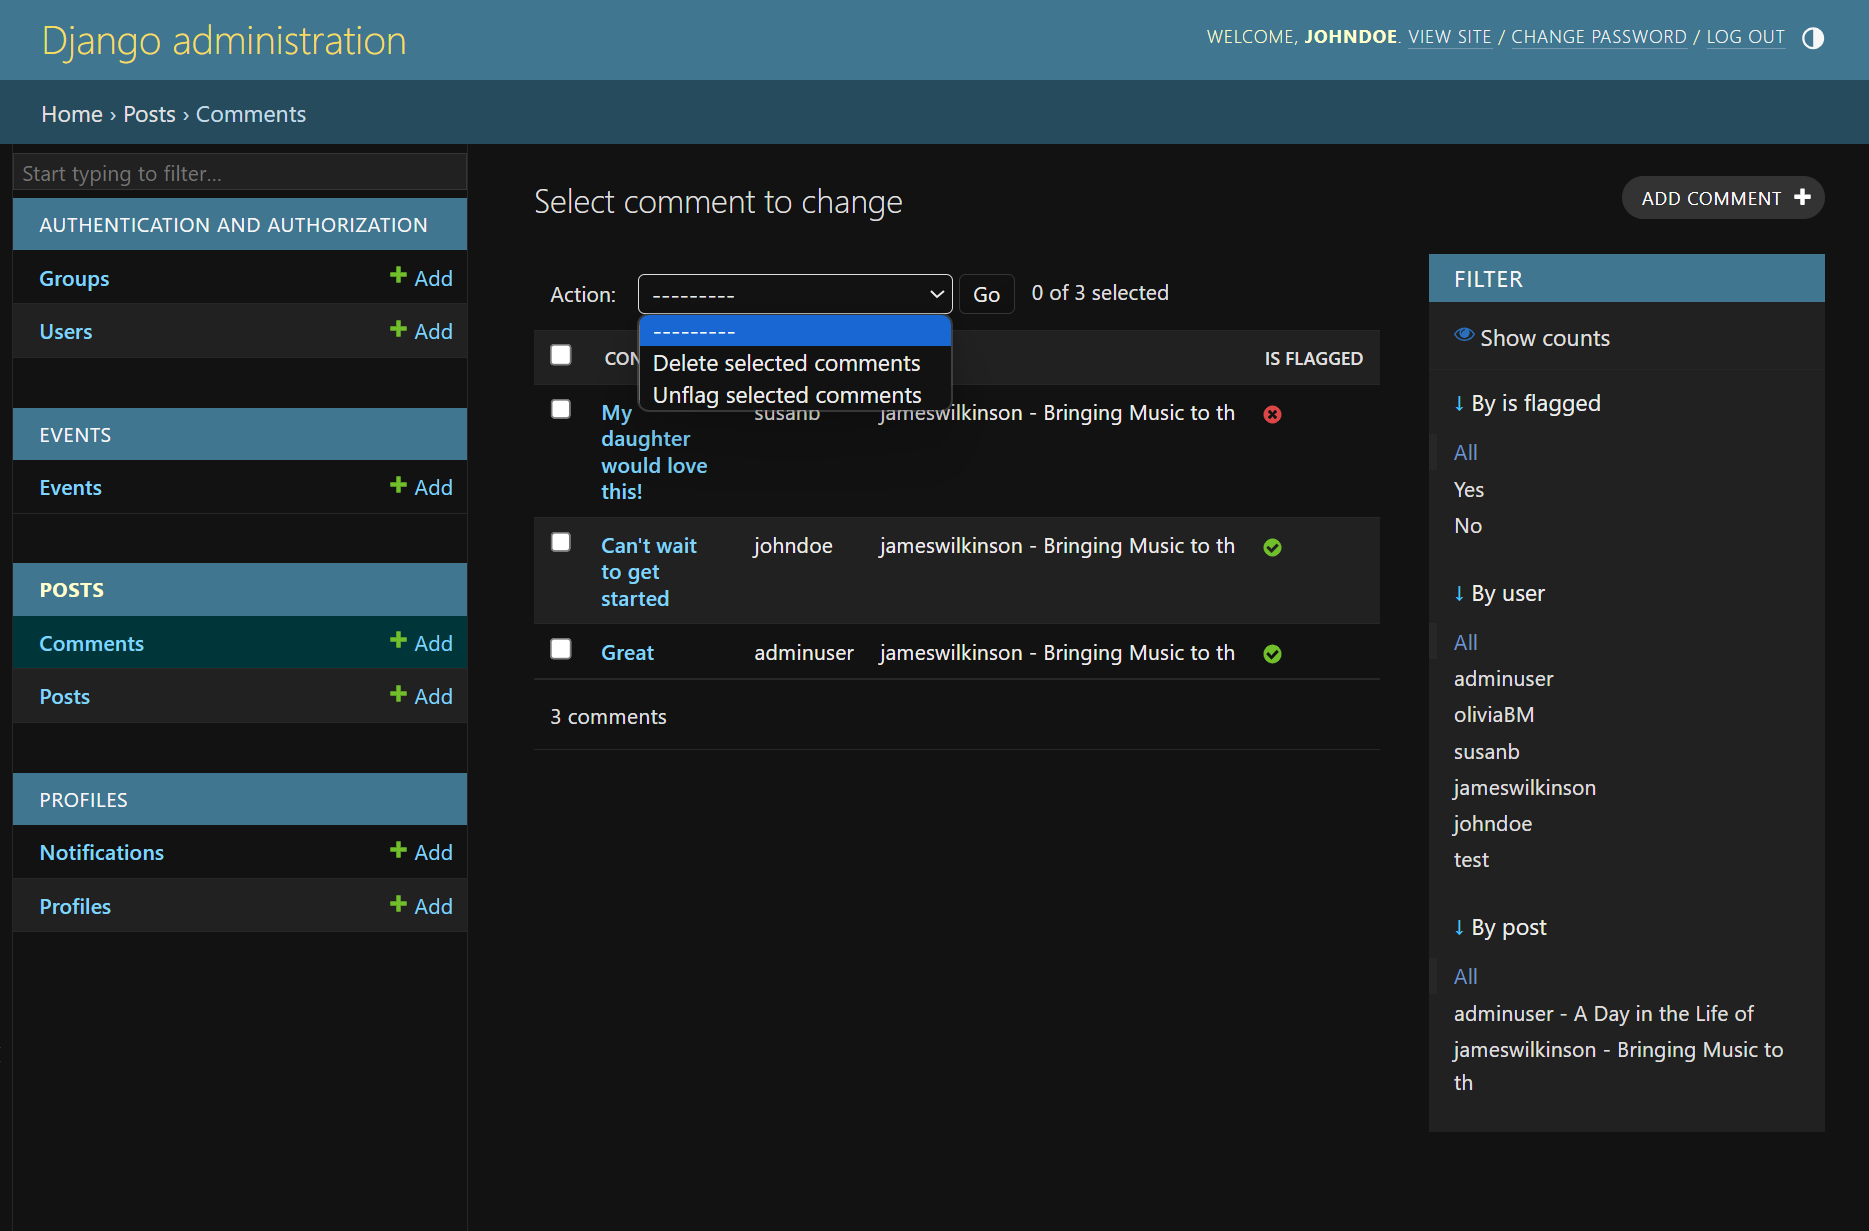 Django administration
WELCOME, JOHNDOE. VIEW SITE / CHANGE PASSWORD / LOG OUT
Home › Posts › Comments
Start typing to filter...
AUTHENTICATION AND AUTHORIZATION
Groups
Add
Users
Add
EVENTS
Events
Add
POSTS
Comments
Add
Posts
Add
PROFILES
Notifications
Add
Profiles
Add
Select comment to change
ADD COMMENT
Action:
---------
Go
0 of 3 selected
---------
Delete selected comments
Unflag selected comments
IS FLAGGED
My
daughter
would love
this!
susanb
jameswilkinson - Bringing Music to th
Can't wait
to get
started
johndoe
jameswilkinson - Bringing Music to th
Great
adminuser
jameswilkinson - Bringing Music to th
3 comments
FILTER
Show counts
↓ By is flagged
All
Yes
No
↓ By user
All
adminuser
oliviaBM
susanb
jameswilkinson
johndoe
test
↓ By post
All
adminuser - A Day in the Life of
jameswilkinson - Bringing Music to
th